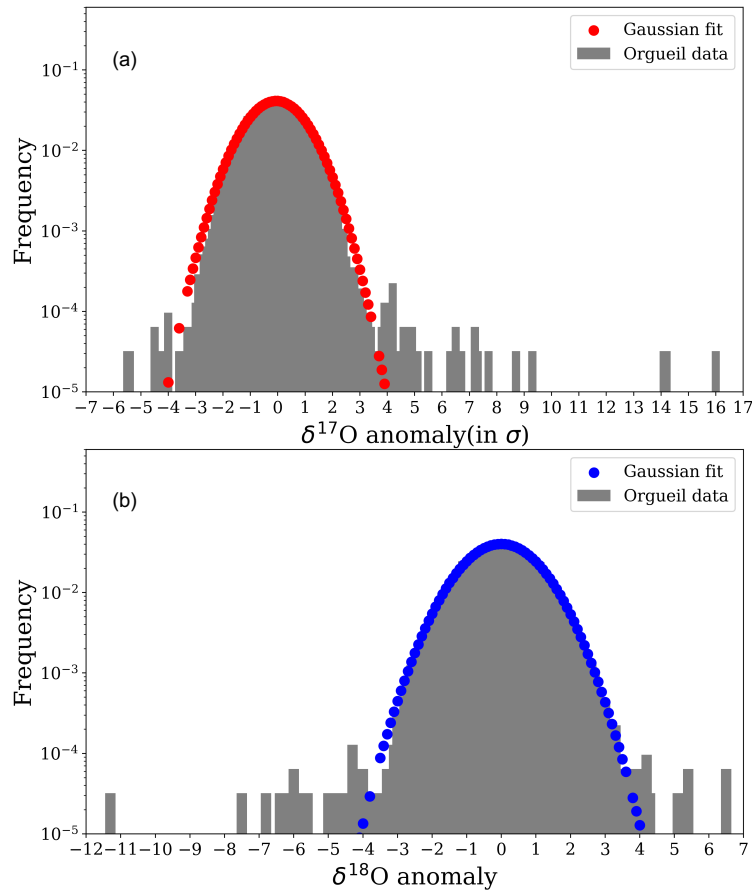 (a)
Gaussian fit
Orgueil data
Frequency
10⁻¹
10⁻²
10⁻³
10⁻⁴
10⁻⁵
−7 −6 −5 −4 −3 −2 −1 0 1 2 3 4 5 6 7 8 9 10 11 12 13 14 15 16 17
δ¹⁷O anomaly(in σ)
(b)
Gaussian fit
Orgueil data
Frequency
10⁻¹
10⁻²
10⁻³
10⁻⁴
10⁻⁵
−12 −11 −10 −9 −8 −7 −6 −5 −4 −3 −2 −1 0 1 2 3 4 5 6 7
δ¹⁸O anomaly